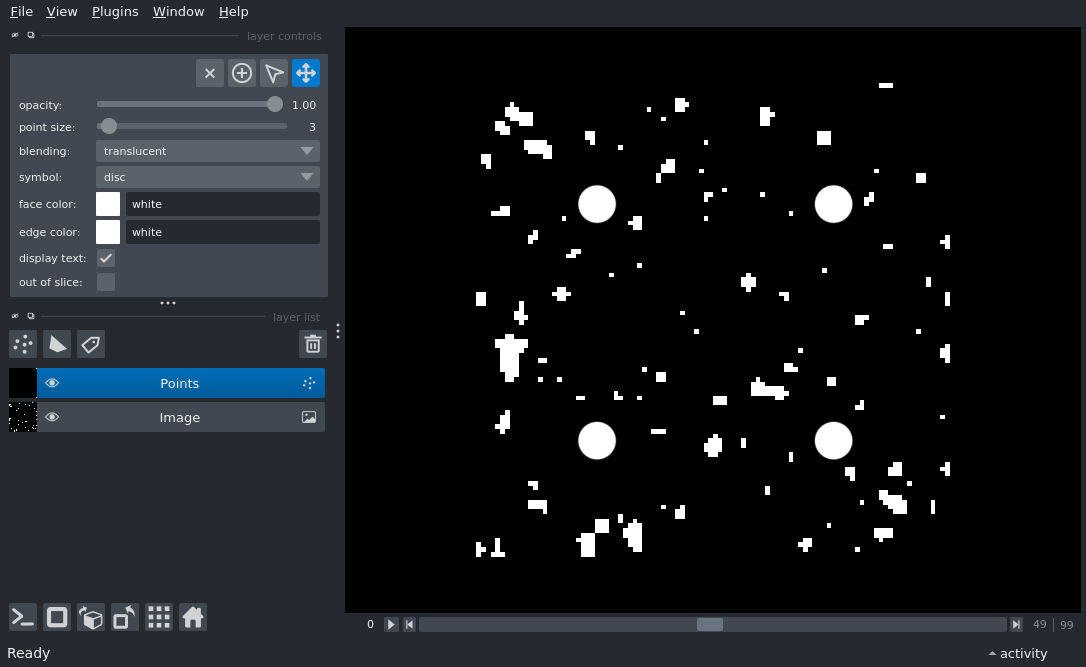 File View Plugins Window Help
layer controls
opacity: 1.00
point size: 3
blending: translucent
symbol: disc
face color: white
edge color: white
display text:
out of slice:
layer list
Points
Image
0 49 99
Ready activity